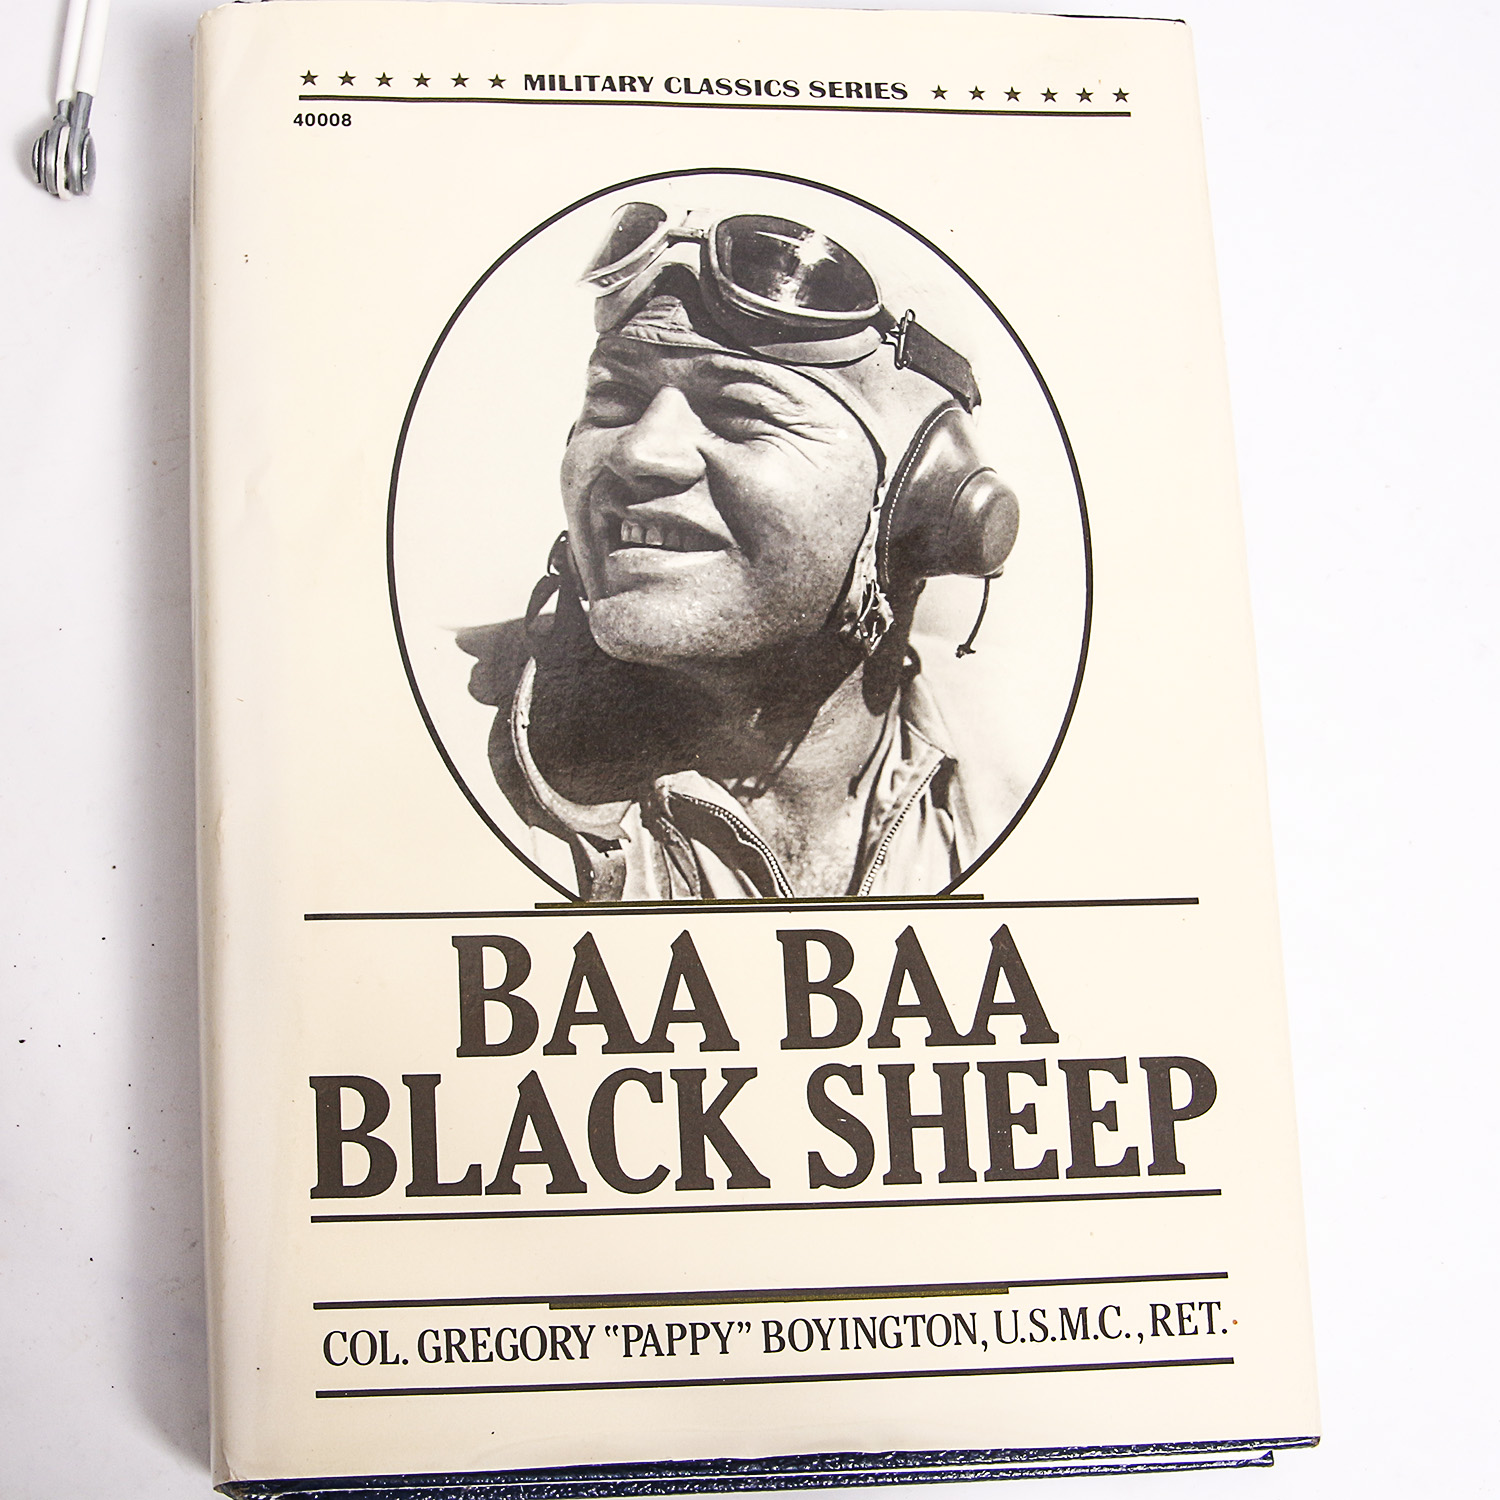 ★ ★ ★ ★ ★ ★ MILITARY CLASSICS SERIES ★ ★ ★ ★ ★ ★
40008
BAA BAA
BLACK SHEEP
COL. GREGORY “PAPPY” BOYINGTON, U.S.M.C., RET.